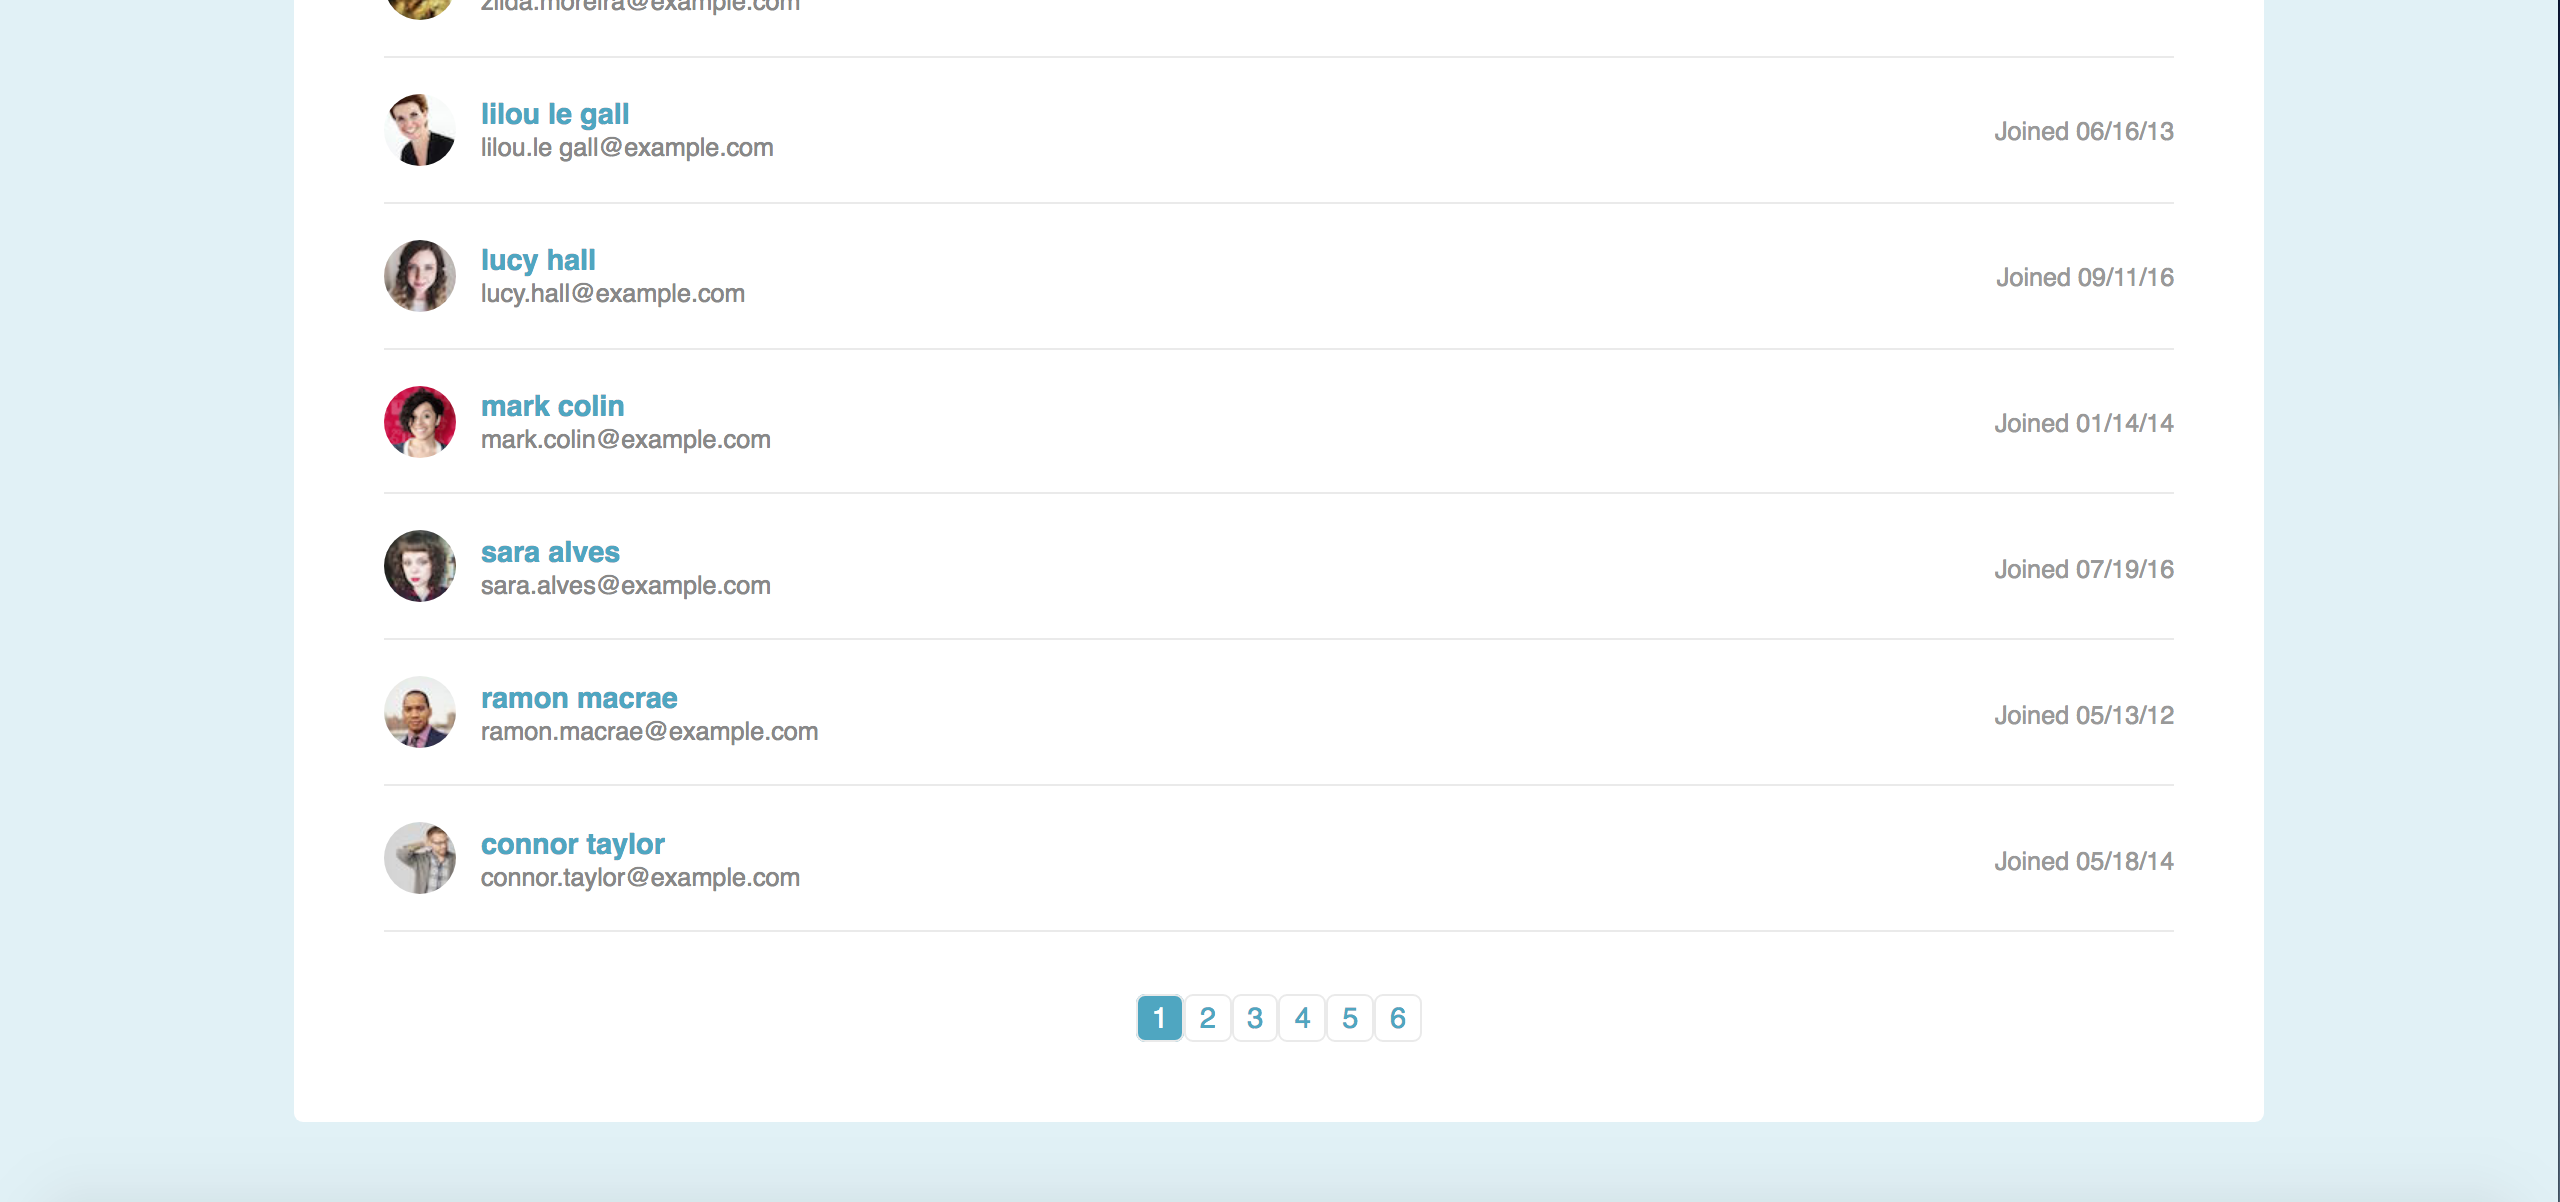 zilda.moreira@example.com
lilou le gall
lilou.le gall@example.com
Joined 06/16/13
lucy hall
lucy.hall@example.com
Joined 09/11/16
mark colin
mark.colin@example.com
Joined 01/14/14
sara alves
sara.alves@example.com
Joined 07/19/16
ramon macrae
ramon.macrae@example.com
Joined 05/13/12
connor taylor
connor.taylor@example.com
Joined 05/18/14
1 2 3 4 5 6